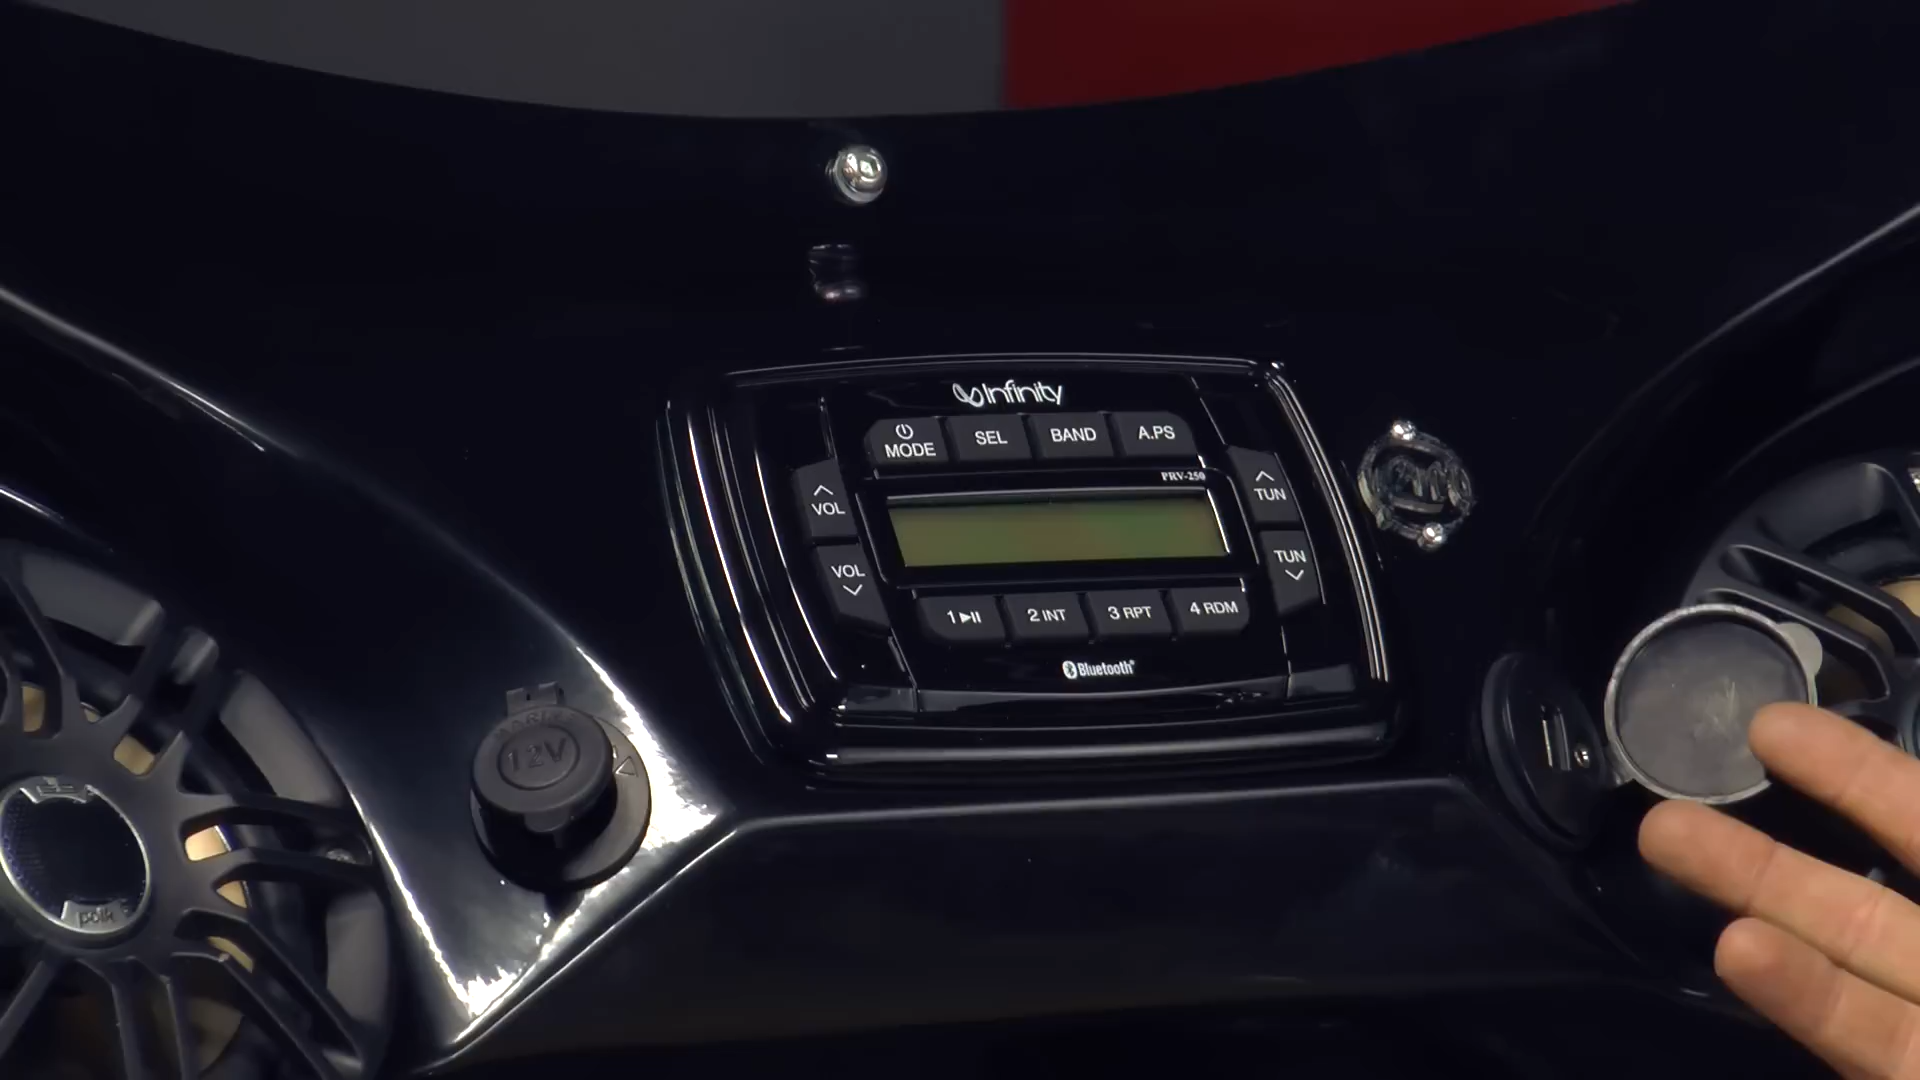 Infinity
MODE SEL BAND A.PS
PRV-250
VOL
TUN
VOL
TUN
1 2 INT 3 RPT 4 RDM
Bluetooth
MARINE
12V
polk